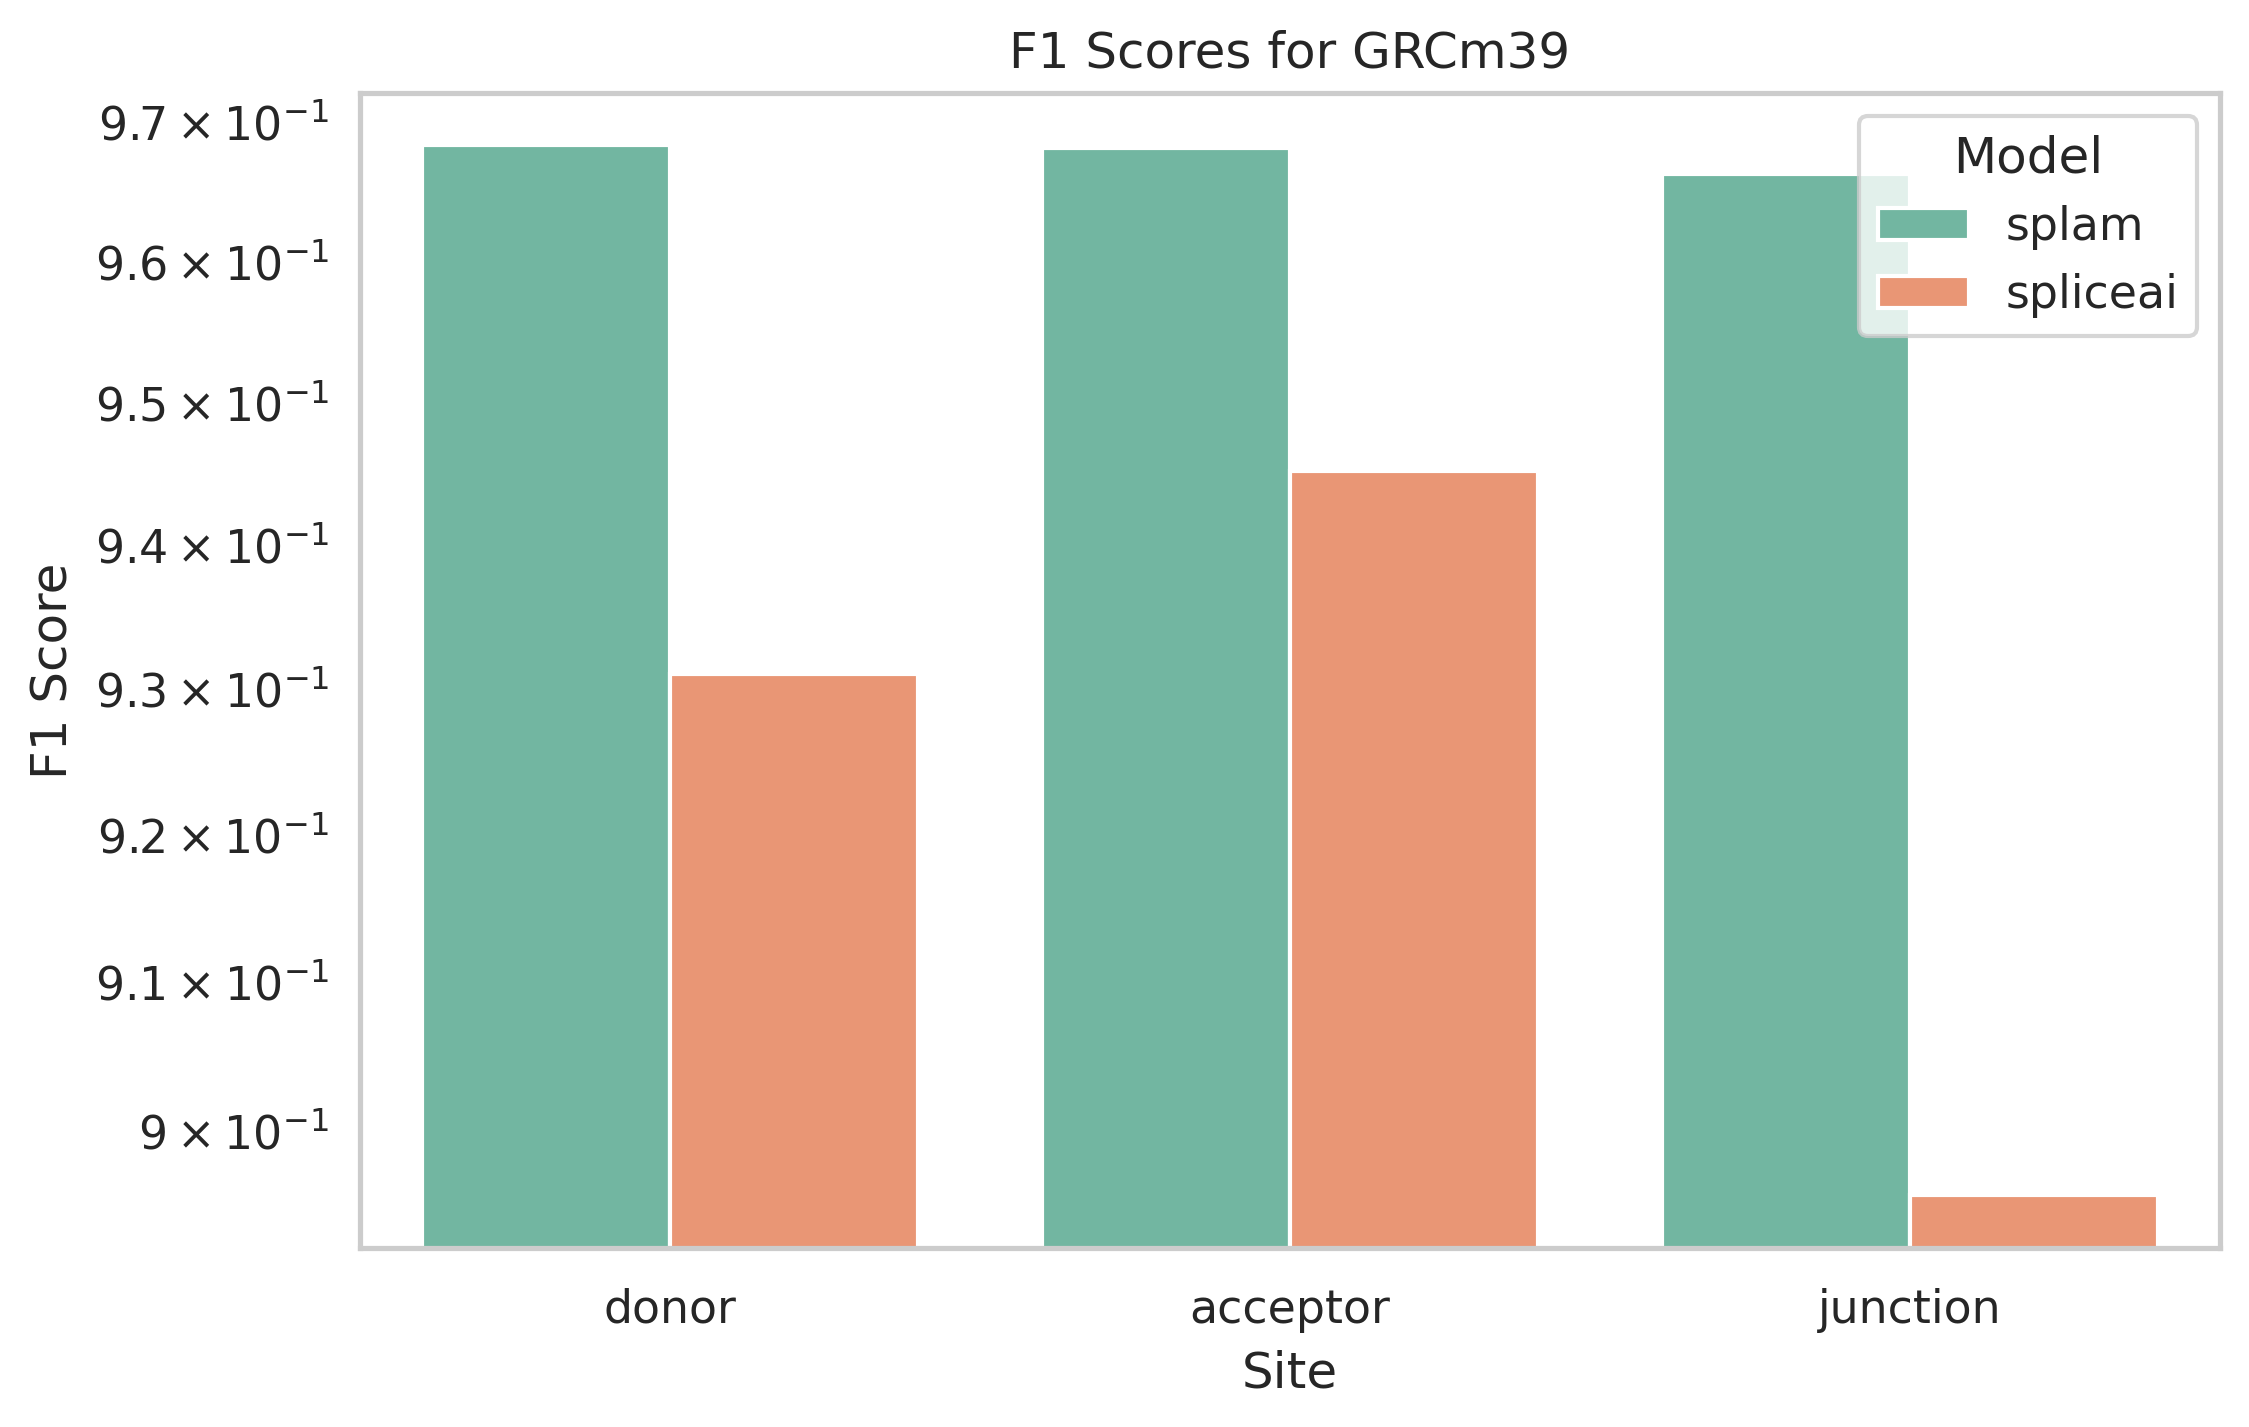 F1 Scores for GRCm39
9.7 × 10⁻¹
9.6 × 10⁻¹
9.5 × 10⁻¹
9.4 × 10⁻¹
9.3 × 10⁻¹
9.2 × 10⁻¹
9.1 × 10⁻¹
9 × 10⁻¹
F1 Score
Model
splam
spliceai
donor
acceptor
junction
Site